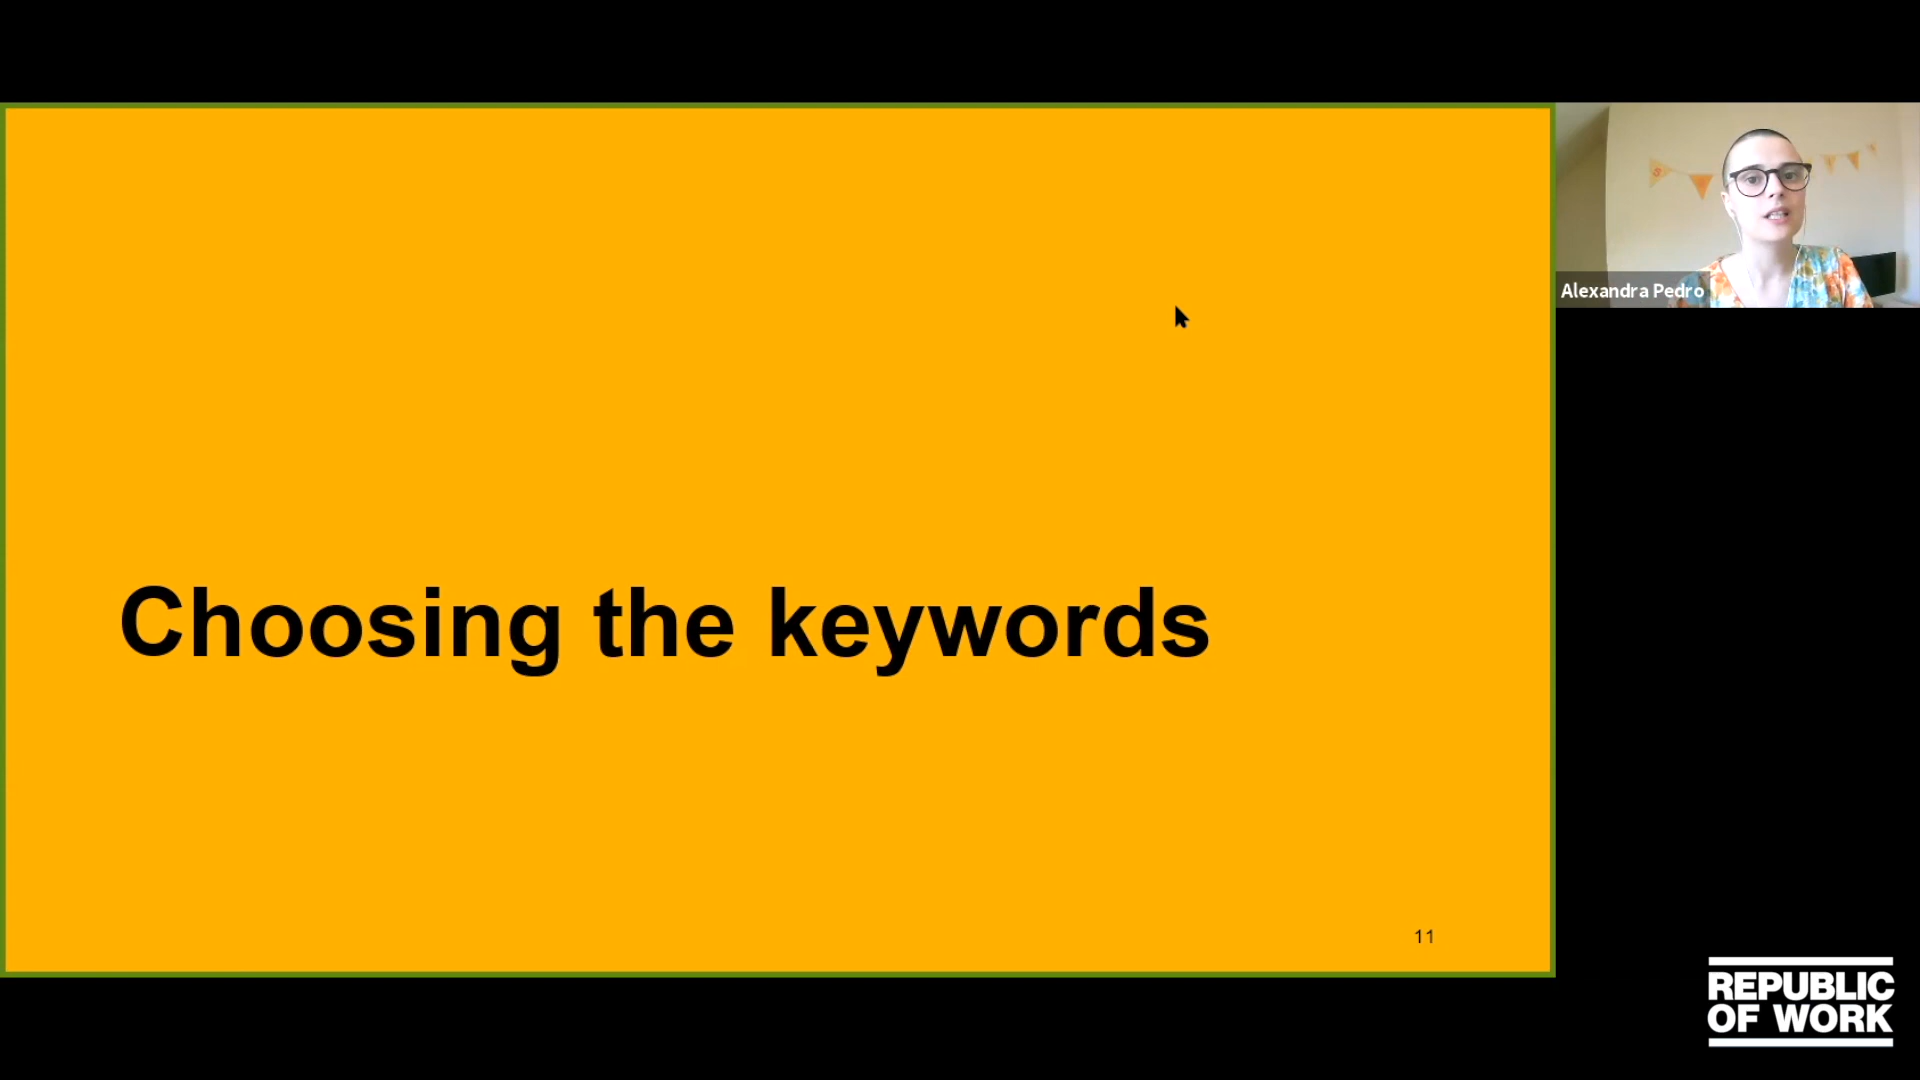 Choosing the keywords
11
Alexandra Pedro
REPUBLIC
OF WORK